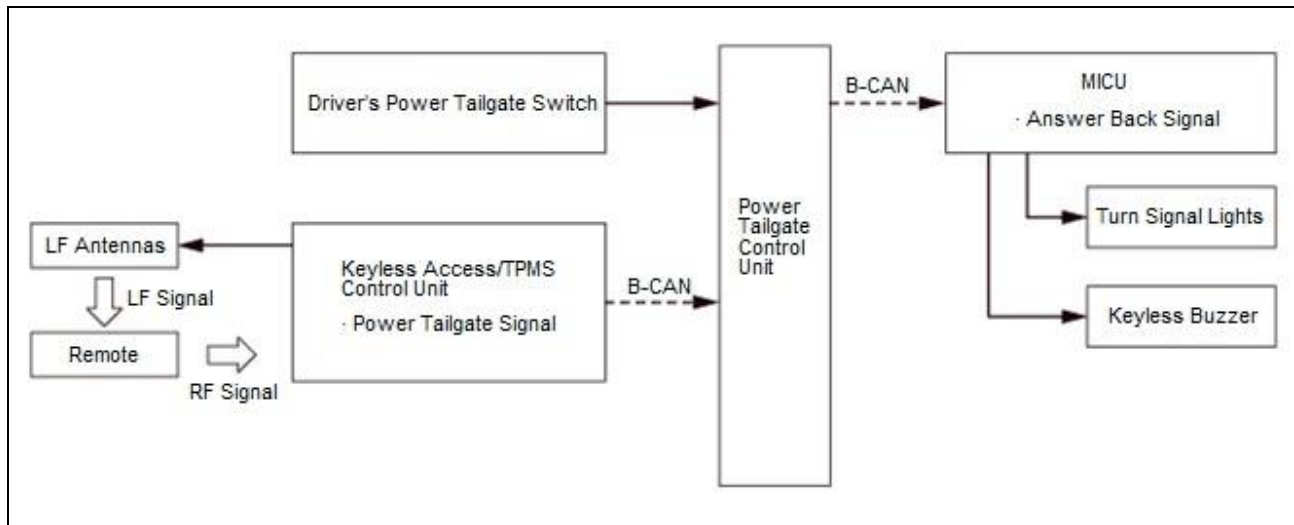 Driver's Power Tailgate Switch
B-CAN
MICU
· Answer Back Signal
Power
Tailgate
Control
Unit
Turn Signal Lights
LF Antennas
Keyless Access/TPMS
Control Unit
· Power Tailgate Signal
B-CAN
LF Signal
Keyless Buzzer
Remote
RF Signal